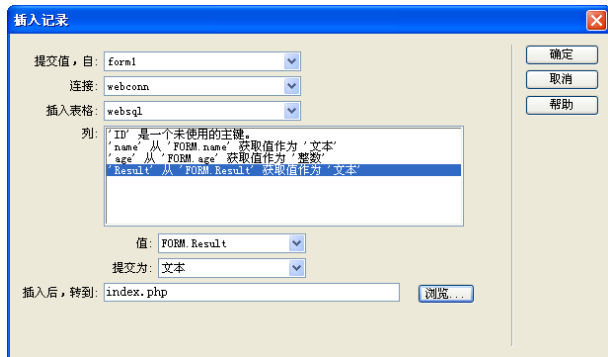 插入记录
提交值，自: form1
连接: webconn
插入表格: websql
列: 'ID' 是一个未使用的主键。
'name' 从 'FORM.name' 获取值作为 '文本'
'age' 从 'FORM.age' 获取值作为 '整数'
'Result' 从 'FORM.Result' 获取值作为 '文本'
值: FORM.Result
提交为: 文本
插入后，转到: index.php
浏览...
确定
取消
帮助